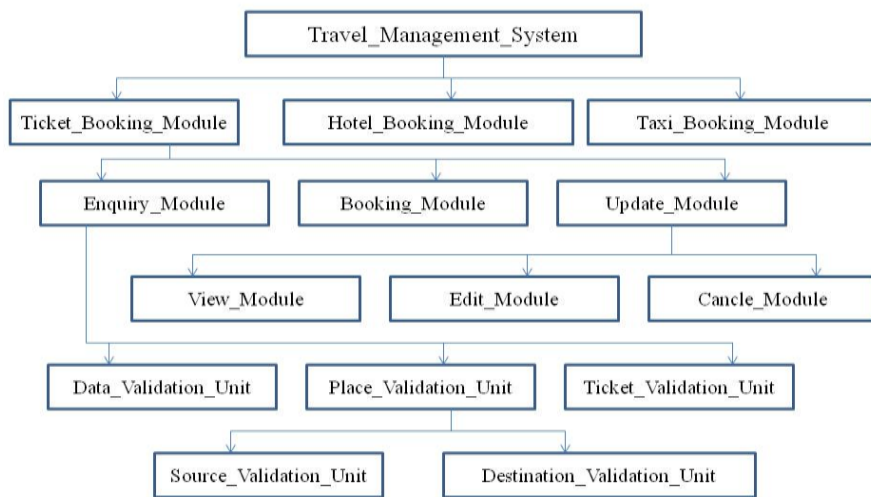 Travel_Management_System
Ticket_Booking_Module
Hotel_Booking_Module
Taxi_Booking_Module
Enquiry_Module
Booking_Module
Update_Module
View_Module
Edit_Module
Cancle_Module
Data_Validation_Unit
Place_Validation_Unit
Ticket_Validation_Unit
Source_Validation_Unit
Destination_Validation_Unit